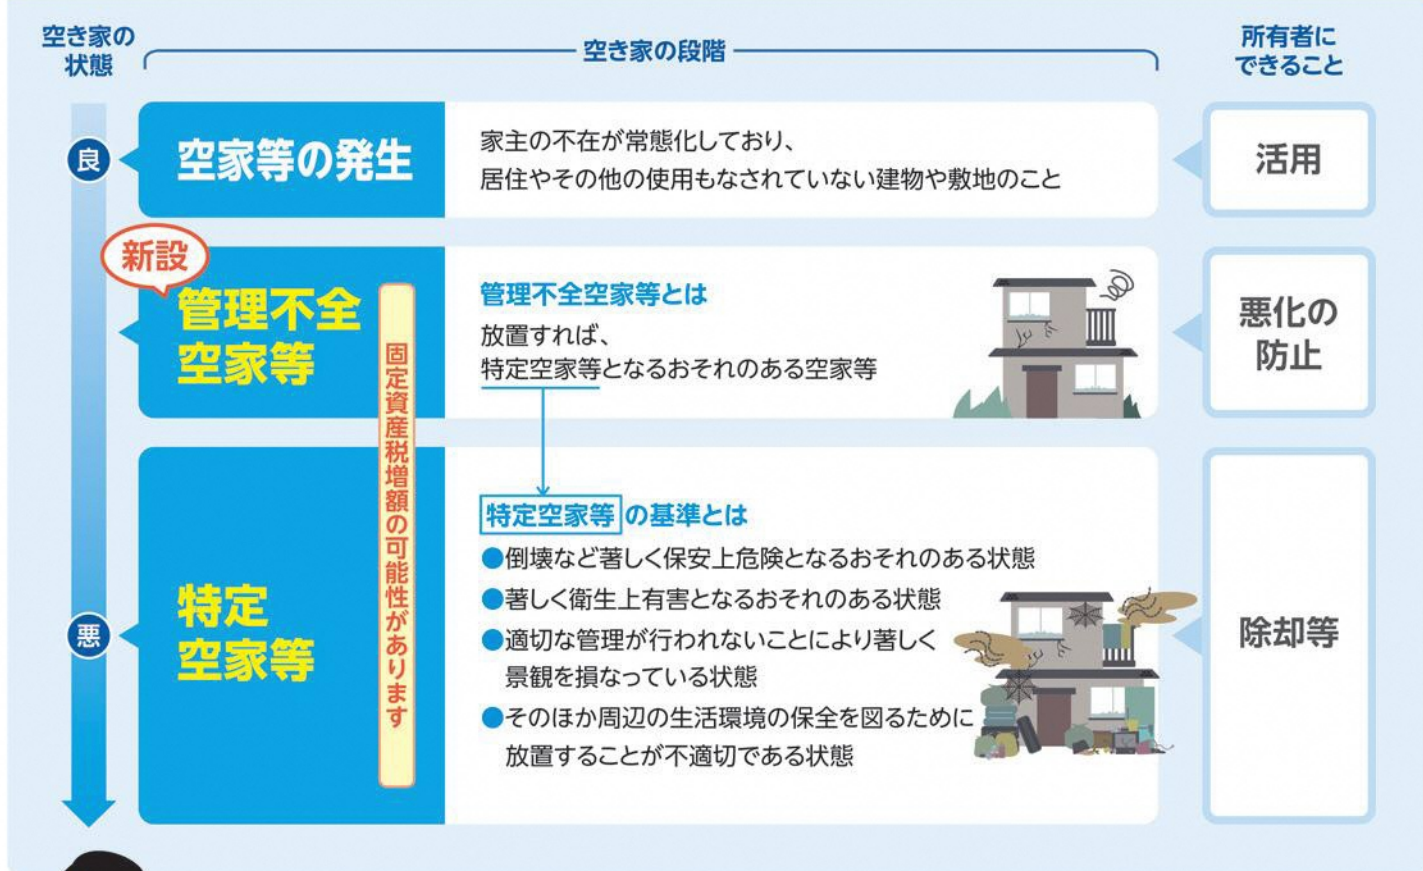 空き家の
状態
空き家の段階
所有者に
できること
良
空家等の発生
家主の不在が常態化しており、
居住やその他の使用もなされていない建物や敷地のこと
活用
新設
管理不全
空家等
固定資産税増額の可能性があります
管理不全空家等とは
放置すれば、
特定空家等となるおそれのある空家等
悪化の
防止
悪
特定
空家等
特定空家等の基準とは
●倒壊など著しく保安上危険となるおそれのある状態
●著しく衛生上有害となるおそれのある状態
●適切な管理が行われないことにより著しく
景観を損なっている状態
●そのほか周辺の生活環境の保全を図るために
放置することが不適切である状態
除却等